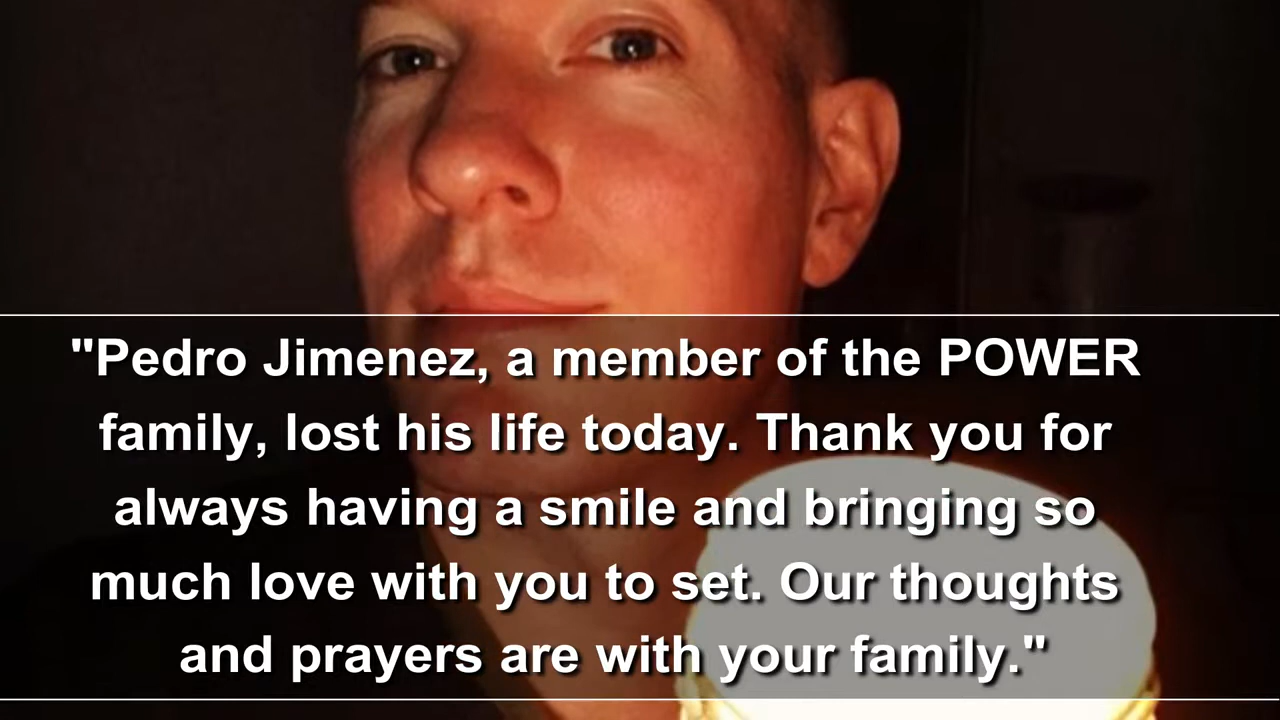 "Pedro Jimenez, a member of the POWER
family, lost his life today. Thank you for
always having a smile and bringing so
much love with you to set. Our thoughts
and prayers are with your family."